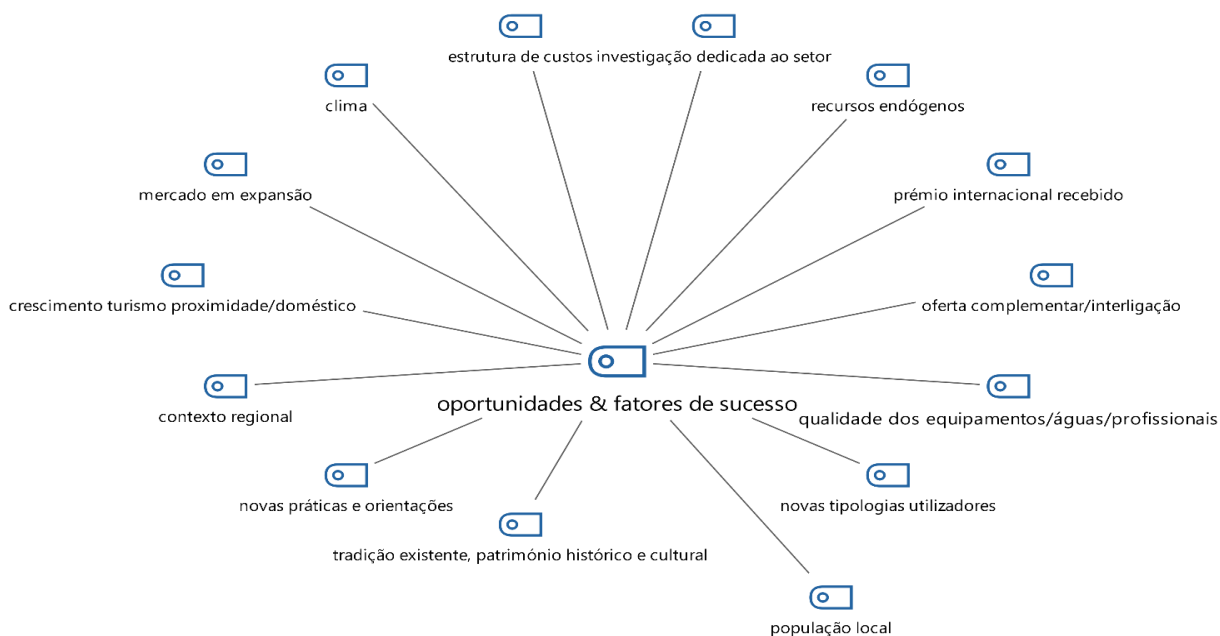 estrutura de custos
investigação dedicada ao setor
clima
recursos endógenos
mercado em expansão
prémio internacional recebido
crescimento turismo proximidade/doméstico
oferta complementar/interligação
contexto regional
oportunidades & fatores de sucesso
qualidade dos equipamentos/águas/profissionais
novas práticas e orientações
novas tipologias utilizadores
tradição existente, património histórico e cultural
população local